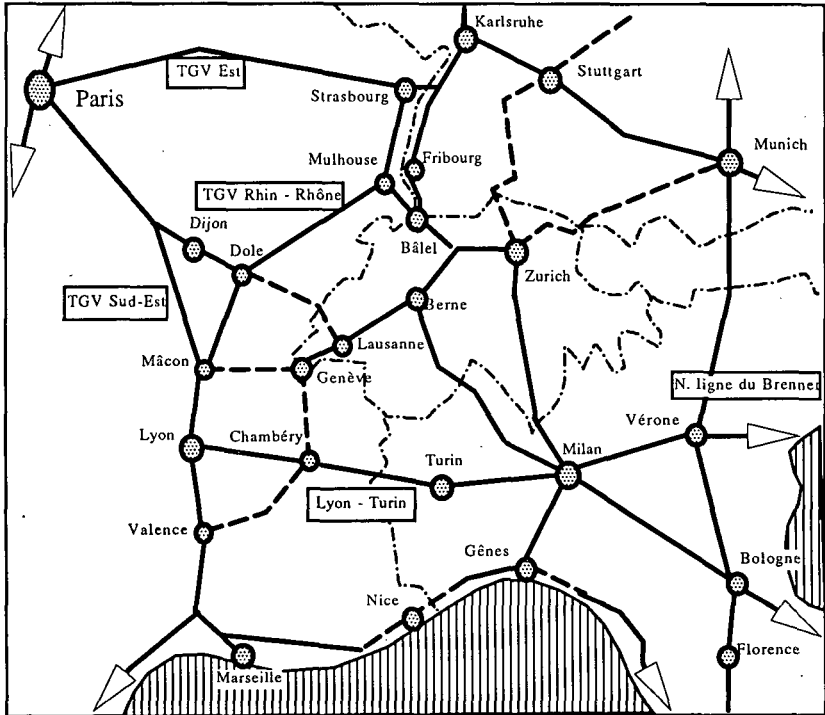 Karlsruhe
TGV Est
Stuttgart
Paris
Strasbourg
Munich
Mulhouse
Fribourg
TGV Rhin - Rhône
Dijon
Dole
Bâlel
Zurich
TGV Sud-Est
Berne
Lausanne
Mâcon
Genève
N. ligne du Brenner
Vérone
Lyon
Chambéry
Milan
Turin
Lyon - Turin
Valence
Gênes
Bologne
Nice
Florence
Marseille